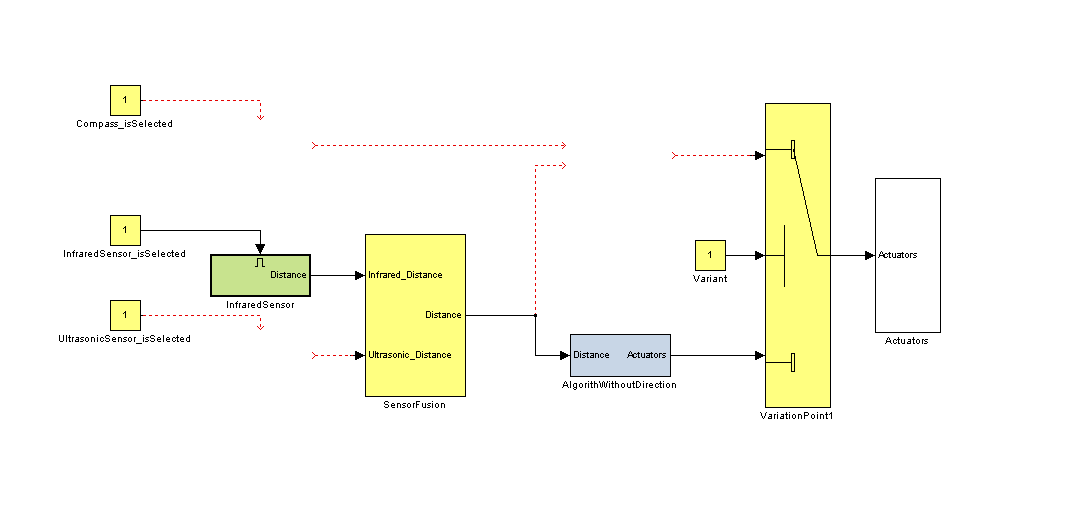 1
Compass_isSelected
1
InfraredSensor_isSelected
Distance
InfraredSensor
1
UltrasonicSensor_isSelected
Infrared_Distance
Distance
Ultrasonic_Distance
SensorFusion
Distance
Actuators
AlgorithWithoutDirection
1
Variant
VariationPoint1
Actuators
Actuators